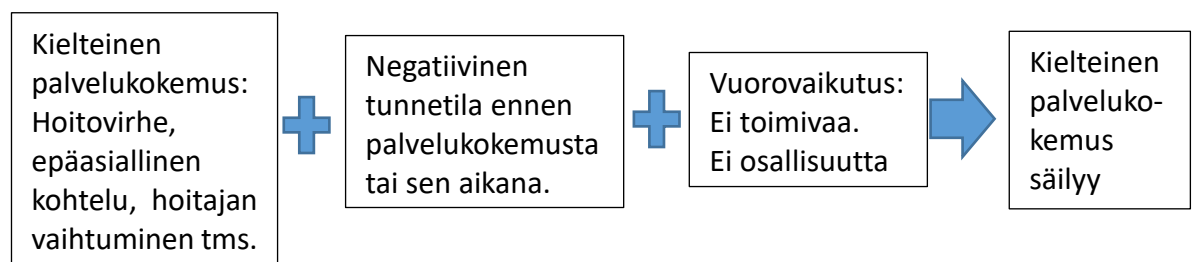 Kielteinen
palvelukokemus:
Hoitovirhe,
epäasiallinen
kohtelu, hoitajan
vaihtuminen tms.
Negatiivinen
tunnetila ennen
palvelukokemusta
tai sen aikana.
Vuorovaikutus:
Ei toimivaa.
Ei osallisuutta
Kielteinen
palveluko-
kemus
säilyy